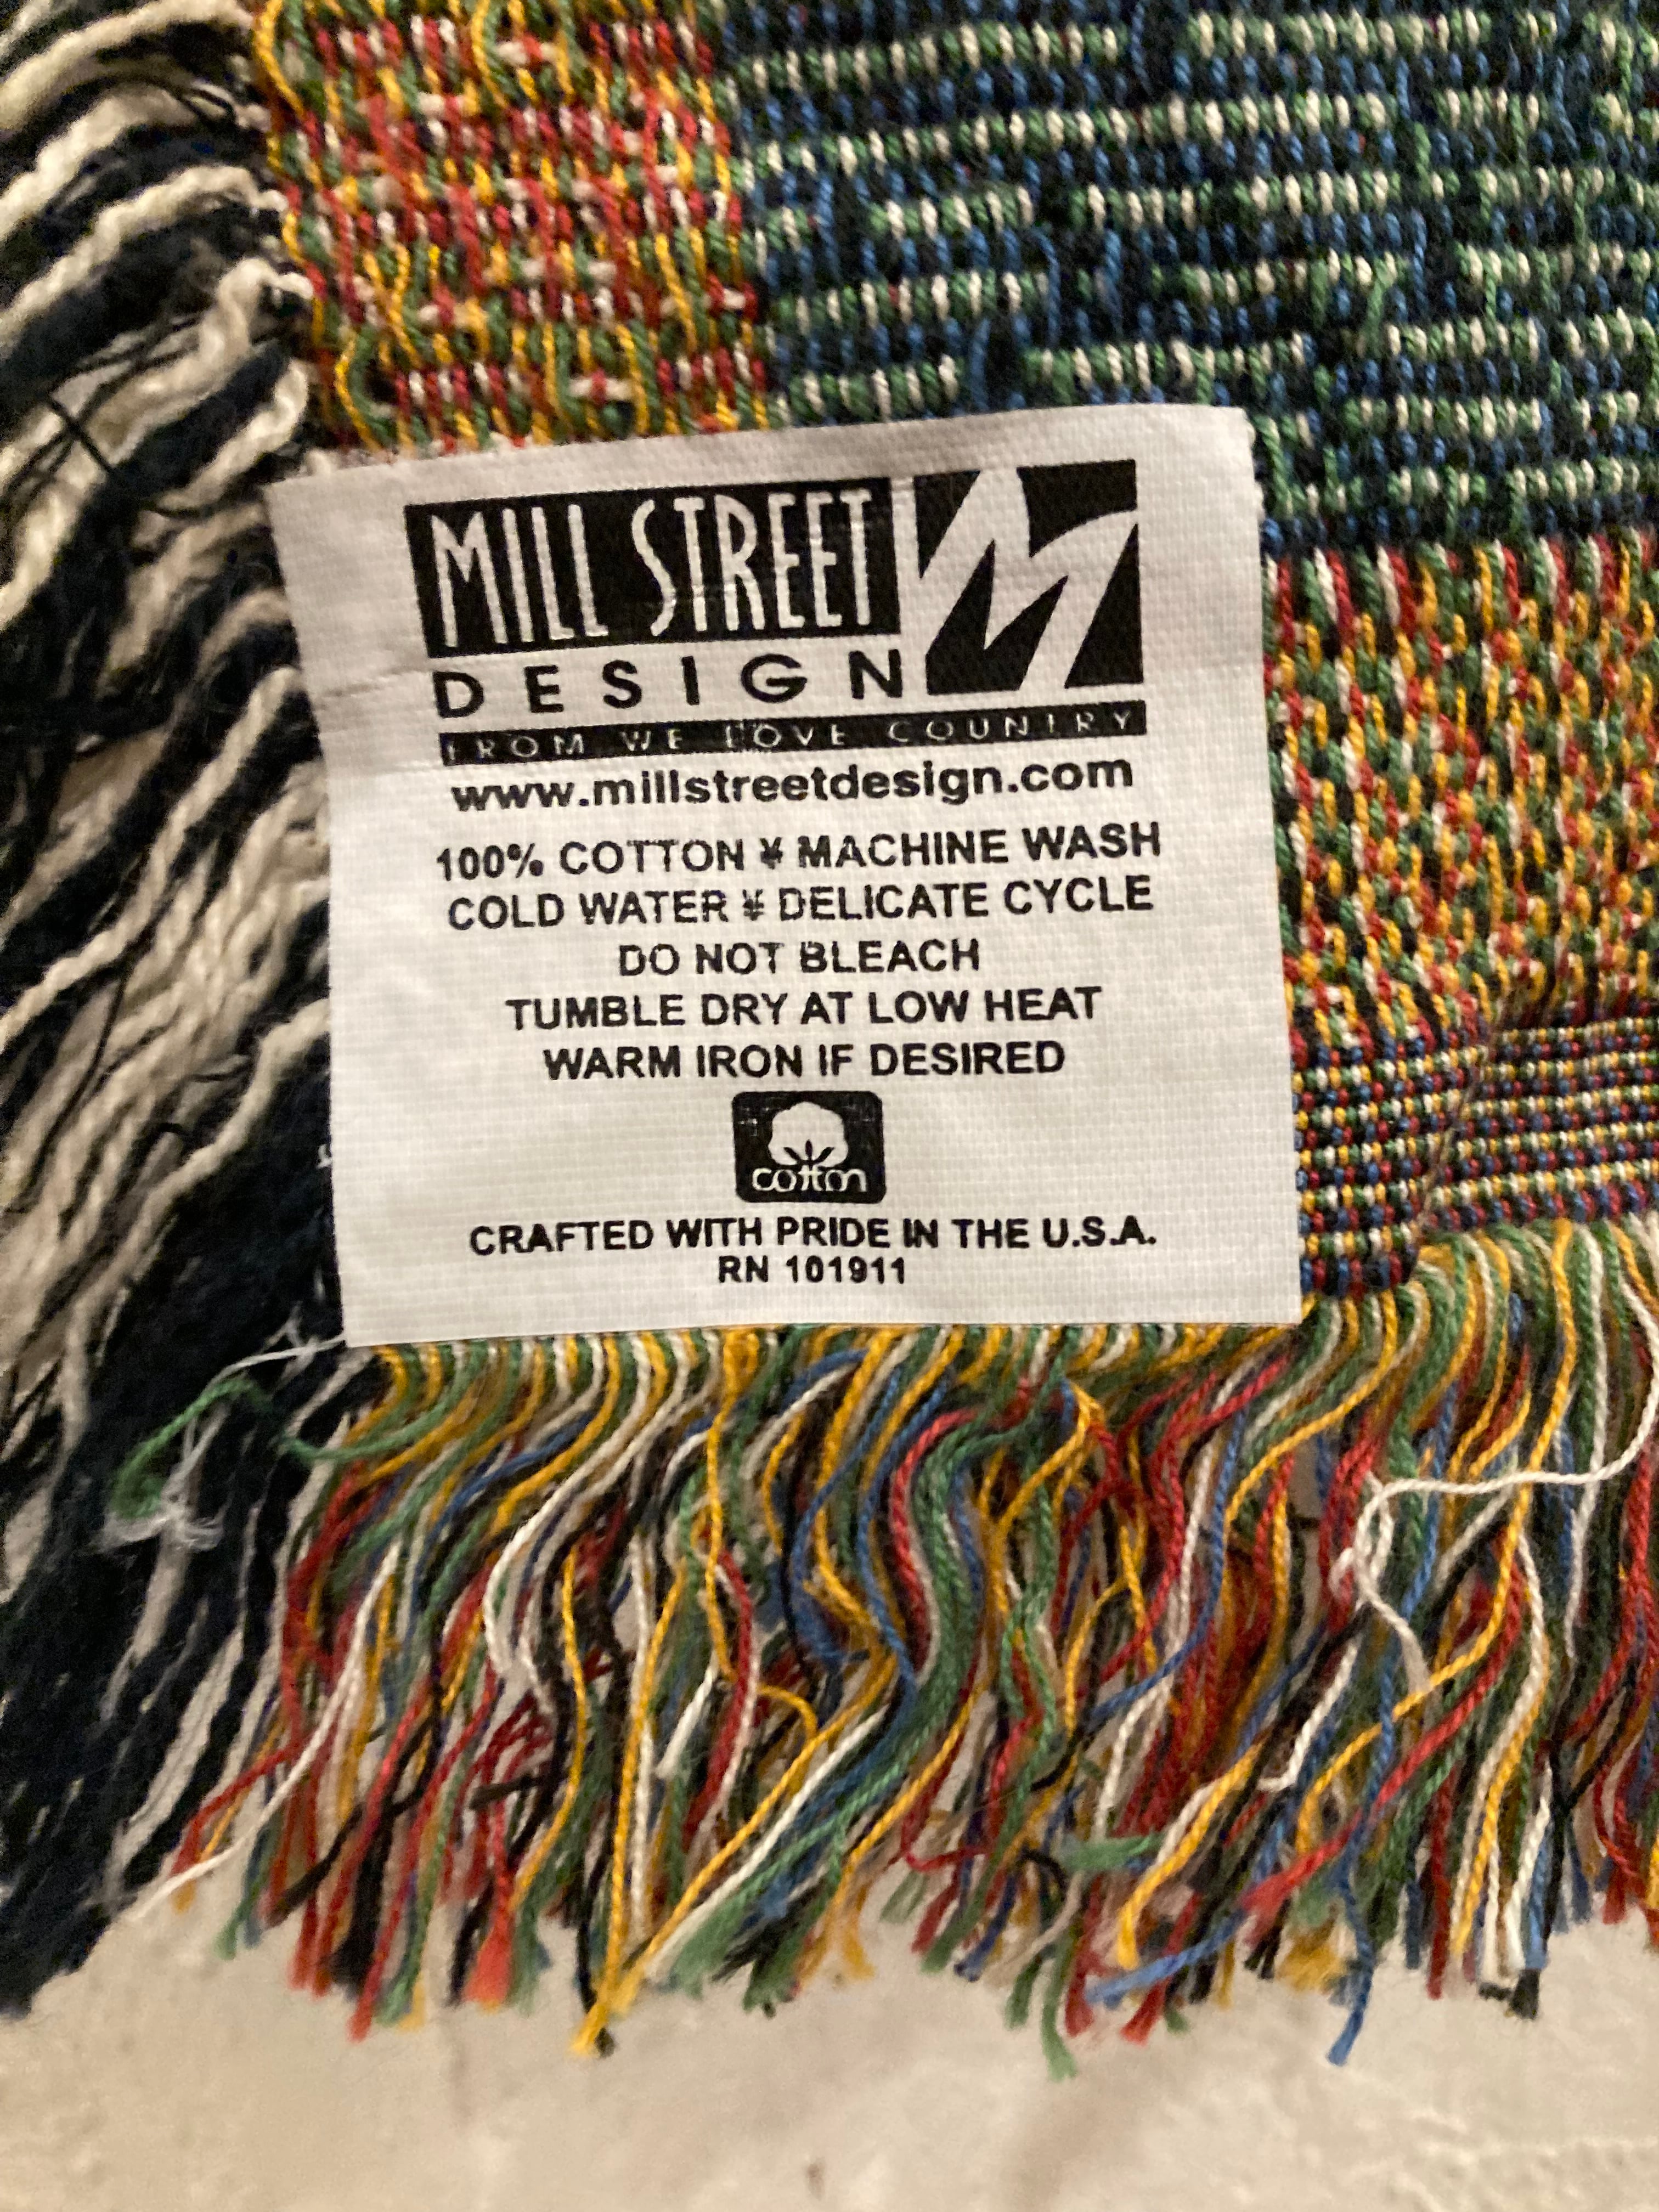 MILL STREET
DESIGN
FROM WE LOVE COUNTRY
www.millstreetdesign.com
100% COTTON ¥ MACHINE WASH
COLD WATER ¥ DELICATE CYCLE
DO NOT BLEACH
TUMBLE DRY AT LOW HEAT
WARM IRON IF DESIRED
cotton
CRAFTED WITH PRIDE IN THE U.S.A.
RN 101911